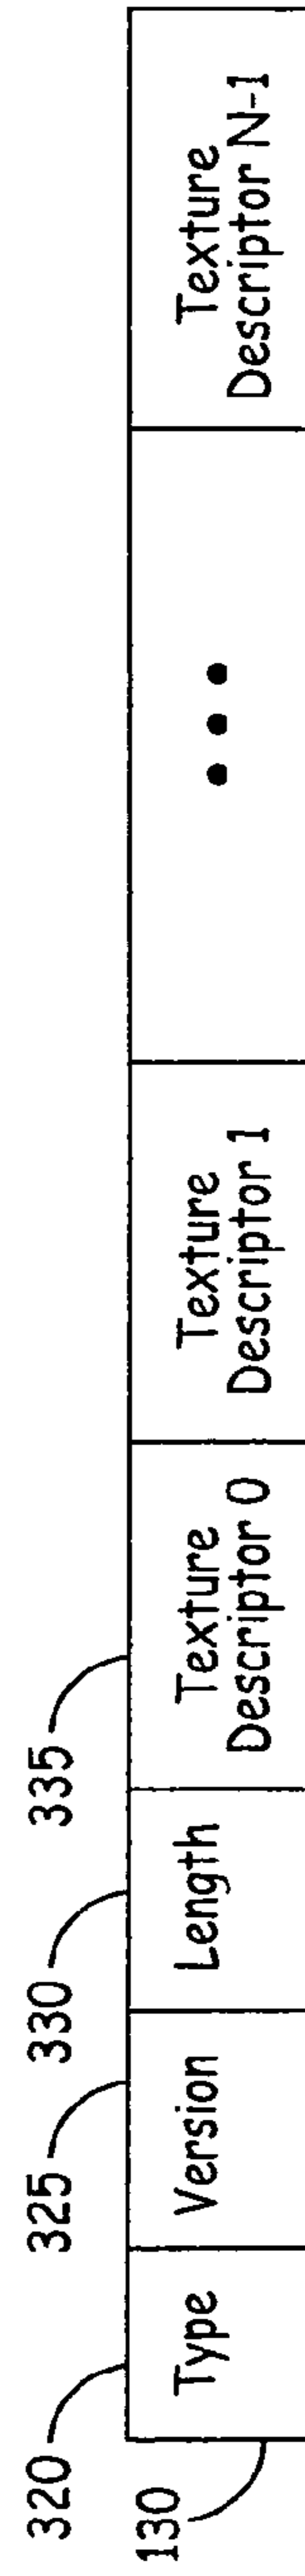 320
325
330
335
130
Type
Version
Length
Texture
Descriptor 0
Texture
Descriptor 1
• • •
Texture
Descriptor N-1